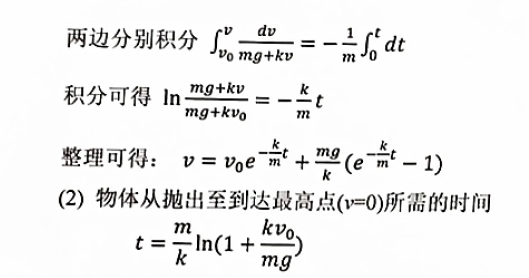 两边分别积分 ∫_{v₀}^{v} dv/(mg+kv) = −(1/m)∫_{0}^{t} dt
积分可得 ln (mg+kv)/(mg+kv₀) = −(k/m)t
整理可得： v = v₀e^{−(k/m)t} + (mg/k)(e^{−(k/m)t} − 1)
(2) 物体从抛出至到达最高点(v=0)所需的时间
t = (m/k)ln(1 + kv₀/mg)